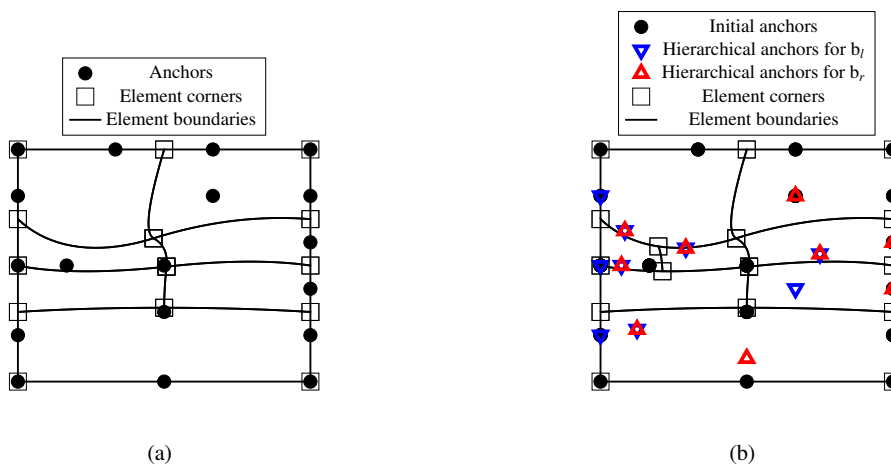 Anchors
Element corners
Element boundaries
(a)
Initial anchors
Hierarchical anchors for b_l
Hierarchical anchors for b_r
Element corners
Element boundaries
(b)